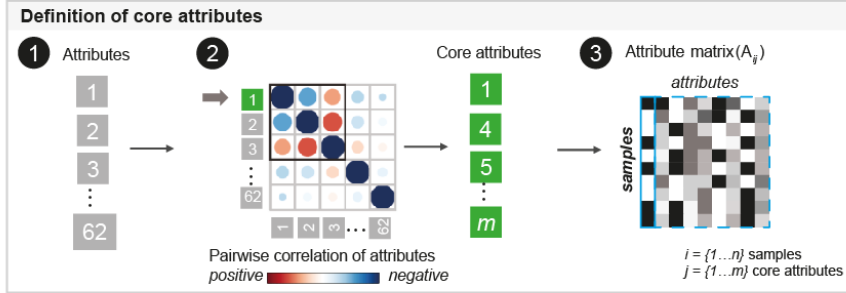 Definition of core attributes
1 Attributes
1
2
3
⋮
62
2
1
2
3
⋮
62
1 2 3 ... 62
Pairwise correlation of attributes
positive negative
Core attributes
1
4
5
⋮
m
3 Attribute matrix(A_ij)
attributes
samples
i = {1...n} samples
j = {1...m} core attributes